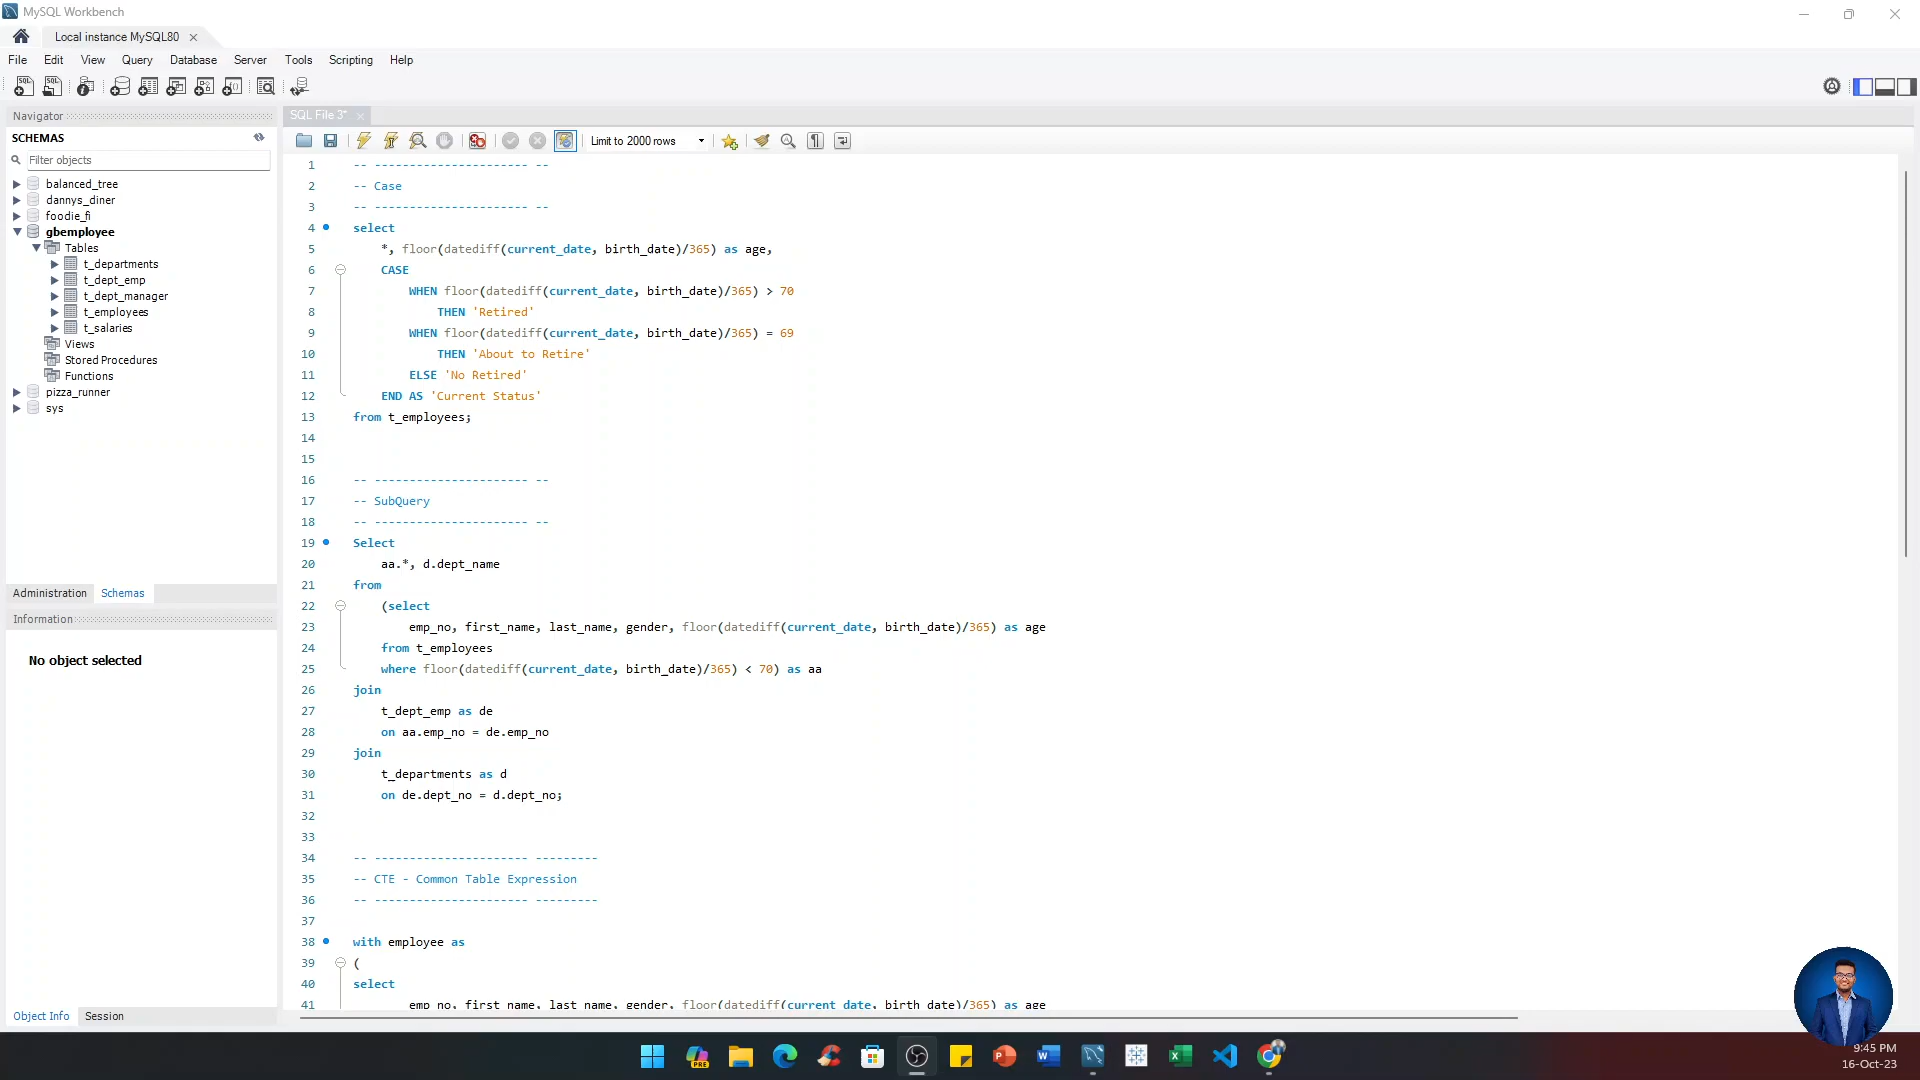 MySQL Workbench
Local instance MySQL80
File Edit View Query Database Server Tools Scripting Help
Navigator
SQL File 3*
SCHEMAS
Limit to 2000 rows
Filter objects
balanced_tree
dannys_diner
foodie_fi
gbemployee
Tables
t_departments
t_dept_emp
t_dept_manager
t_employees
t_salaries
Views
Stored Procedures
Functions
pizza_runner
sys
Administration Schemas
Information
No object selected
Object Info Session
1 -- ---------------------- --
2 -- Case
3 -- ---------------------- --
4 select
5 *, floor(datediff(current_date, birth_date)/365) as age,
6 CASE
7 WHEN floor(datediff(current_date, birth_date)/365) > 70
8 THEN 'Retired'
9 WHEN floor(datediff(current_date, birth_date)/365) = 69
10 THEN 'About to Retire'
11 ELSE 'No Retired'
12 END AS 'Current Status'
13 from t_employees;
14
15
16 -- ---------------------- --
17 -- SubQuery
18 -- ---------------------- --
19 Select
20 aa.*, d.dept_name
21 from
22 (select
23 emp_no, first_name, last_name, gender, floor(datediff(current_date, birth_date)/365) as age
24 from t_employees
25 where floor(datediff(current_date, birth_date)/365) < 70) as aa
26 join
27 t_dept_emp as de
28 on aa.emp_no = de.emp_no
29 join
30 t_departments as d
31 on de.dept_no = d.dept_no;
32
33
34 -- ---------------------- ---------
35 -- CTE - Common Table Expression
36 -- ---------------------- ---------
37
38 with employee as
39 (
40 select
41 emp_no, first_name, last_name, gender, floor(datediff(current_date, birth_date)/365) as age
PRE
9:45 PM
16-Oct-23